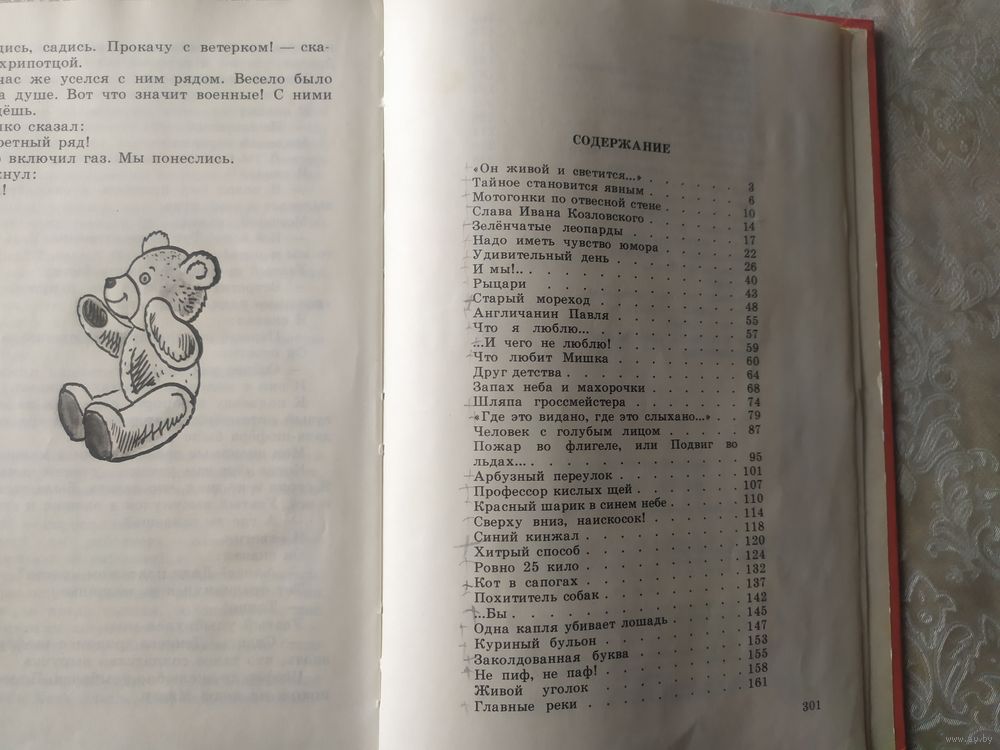 дись, садись. Прокачу с ветерком! — ска-
хрипотцой.
час же уселся с ним рядом. Весело было
а душе. Вот что значит военные! С ними
дёшь.
ко сказал:
ретный ряд!
включил газ. Мы понеслись.
кнул:
!
СОДЕРЖАНИЕ
«Он живой и светится...» . . . . . . 3
Тайное становится явным . . . . . . 6
Мотогонки по отвесной стене . . . . . 10
Слава Ивана Козловского . . . . . . 14
Зелёнчатые леопарды . . . . . . 17
Надо иметь чувство юмора . . . . . 22
Удивительный день . . . . . . 26
И мы!.. . . . . . . . 40
Рыцари . . . . . . . 43
Старый мореход . . . . . . 48
Англичанин Павля . . . . . . 55
Что я люблю... . . . . . . 57
...И чего не люблю! . . . . . . 59
Что любит Мишка . . . . . . 60
Друг детства . . . . . . . 64
Запах неба и махорочки . . . . . 68
Шляпа гроссмейстера . . . . . . 74
«Где это видано, где это слыхано...» . . 79
Человек с голубым лицом . . . . . 87
Пожар во флигеле, или Подвиг во
льдах... . . . . . . . . 95
Арбузный переулок . . . . . . 101
Профессор кислых щей . . . . . . 107
Красный шарик в синем небе . . . . 110
Сверху вниз, наискосок! . . . . . 114
Синий кинжал . . . . . . . 118
Хитрый способ . . . . . . . 120
Ровно 25 кило . . . . . . . 124
Кот в сапогах . . . . . . . 132
Похититель собак . . . . . . 137
...Бы . . . . . . . . . 142
Одна капля убивает лошадь . . . . 145
Куриный бульон . . . . . . 147
Заколдованная буква . . . . . 153
Не пиф, не паф! . . . . . . 155
Живой уголок . . . . . . 158
Главные реки . . . . . . . 161
301
www.ay.by